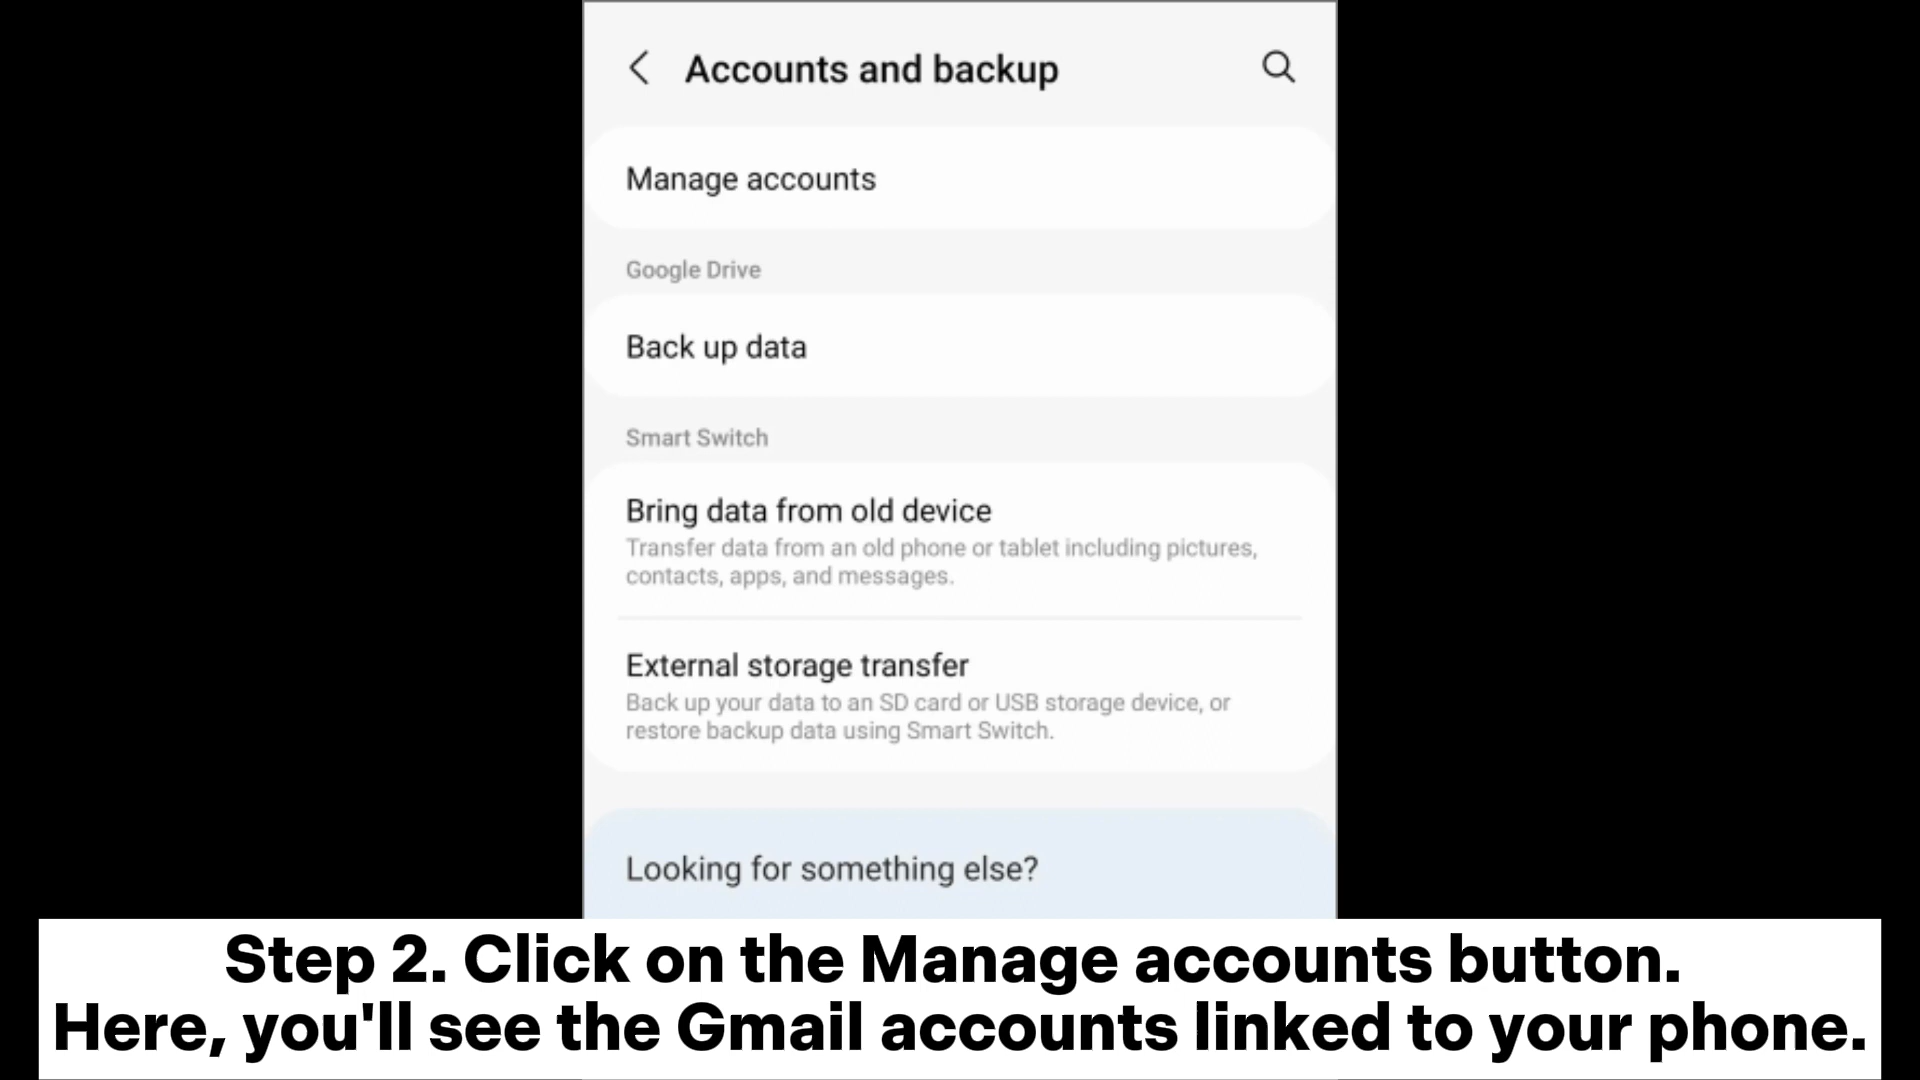 Accounts and backup
Manage accounts
Google Drive
Back up data
Smart Switch
Bring data from old device
Transfer data from an old phone or tablet including pictures,
contacts, apps, and messages.
External storage transfer
Back up your data to an SD card or USB storage device, or
restore backup data using Smart Switch.
Looking for something else?
Step 2. Click on the Manage accounts button.
Here, you'll see the Gmail accounts linked to your phone.